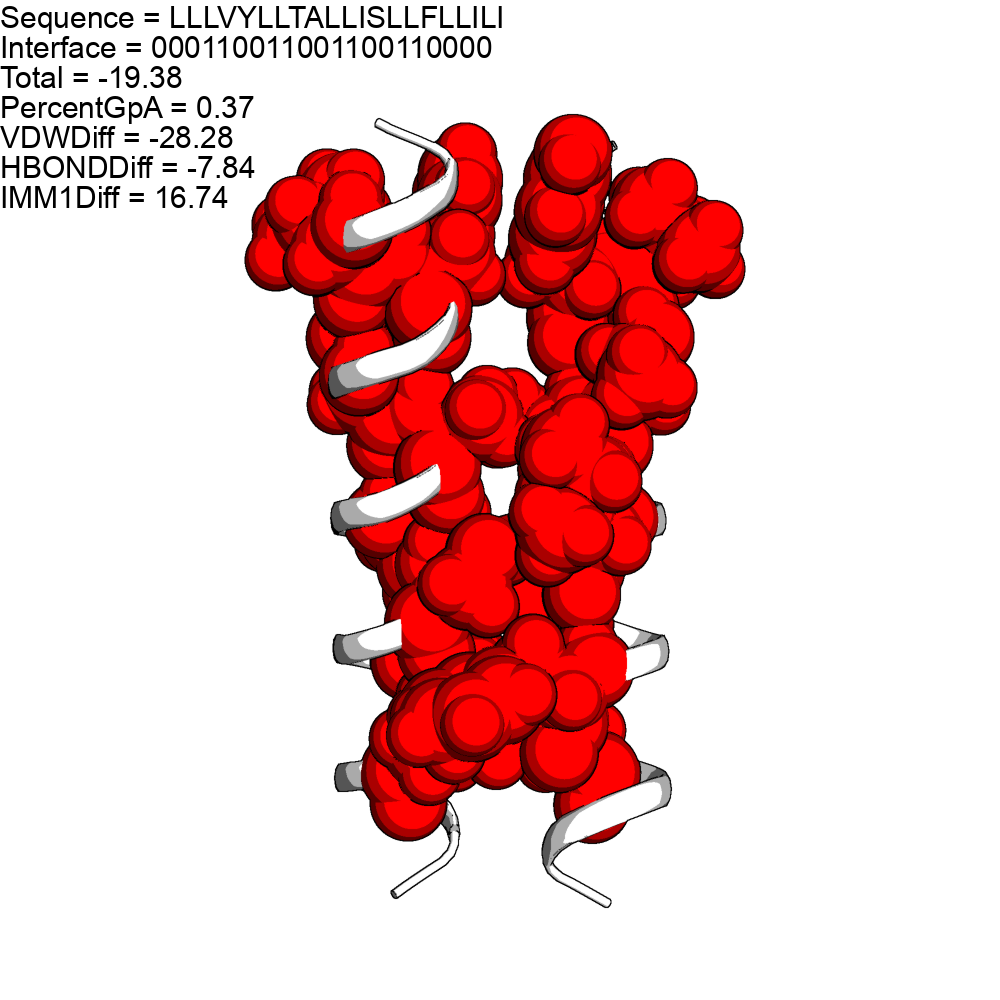 Sequence = LLLVYLLTALLISLLFLLILI
Interface = 000110011001100110000
Total = -19.38
PercentGpA = 0.37
VDWDiff = -28.28
HBONDDiff = -7.84
IMM1Diff = 16.74